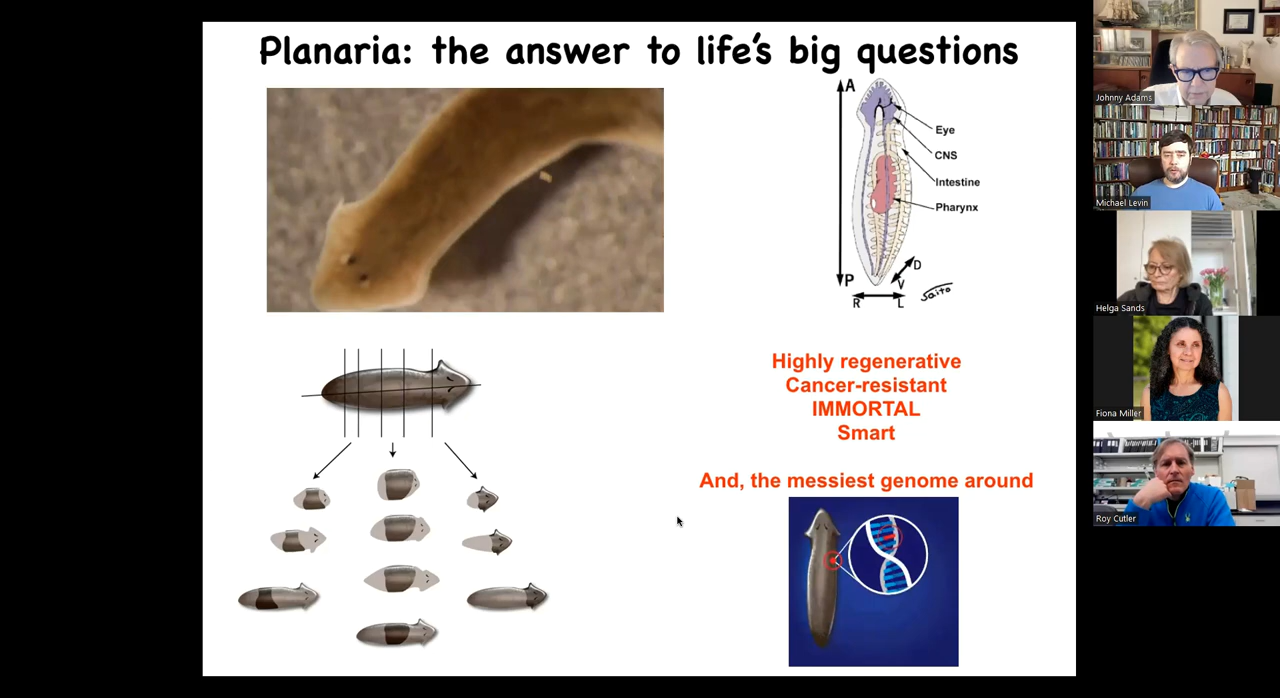 Planaria: the answer to life's big questions
A
Eye
CNS
Intestine
Pharynx
D
P
V
R
L
Saito
Highly regenerative
Cancer-resistant
IMMORTAL
Smart
And, the messiest genome around
Johnny Adams
Michael Levin
Helga Sands
Fiona Miller
Roy Cutler